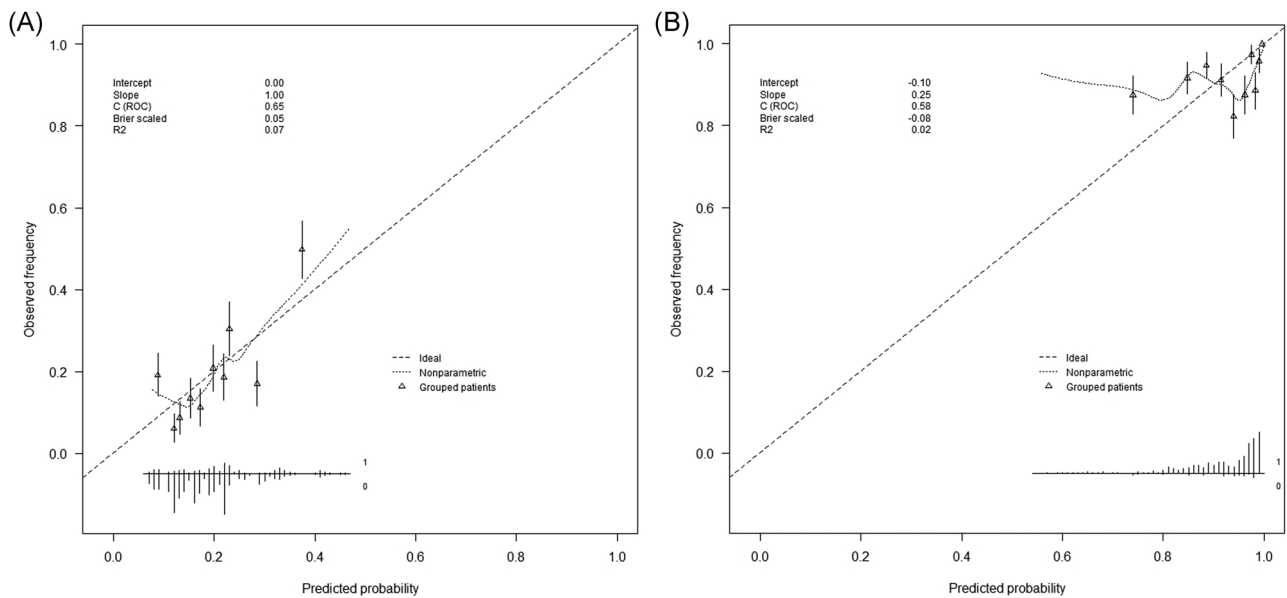 (A)
1.0
0.8
0.6
0.4
0.2
0.0
Observed frequency
Intercept 0.00
Slope 1.00
C (ROC) 0.65
Brier scaled 0.05
R2 0.07
Ideal
Nonparametric
Grouped patients
1
0
0.0 0.2 0.4 0.6 0.8 1.0
Predicted probability
(B)
1.0
0.8
0.6
0.4
0.2
0.0
Observed frequency
Intercept -0.10
Slope 0.25
C (ROC) 0.58
Brier scaled -0.08
R2 0.02
Ideal
Nonparametric
Grouped patients
1
0
0.0 0.2 0.4 0.6 0.8 1.0
Predicted probability